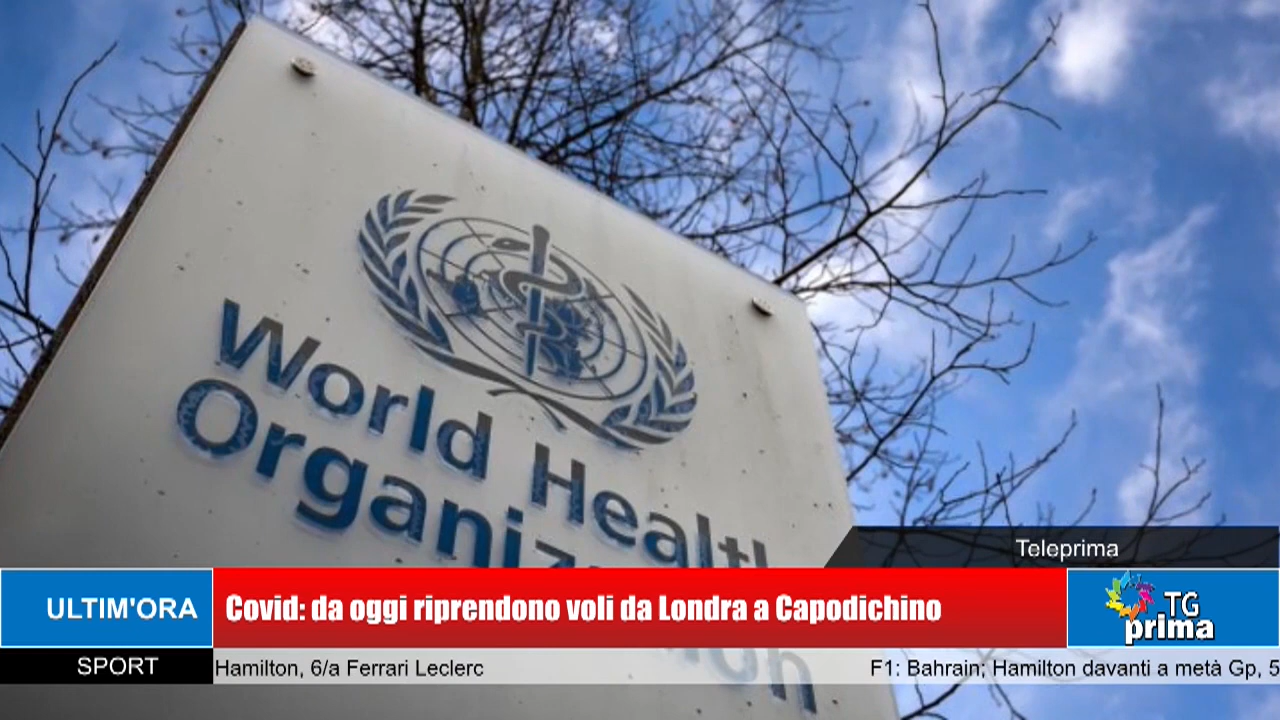 World Health
Organiz
Teleprima
ULTIM'ORA
Covid: da oggi riprendono voli da Londra a Capodichino
TG
prima
SPORT
Hamilton, 6/a Ferrari Leclerc
F1: Bahrain; Hamilton davanti a metà Gp, 5